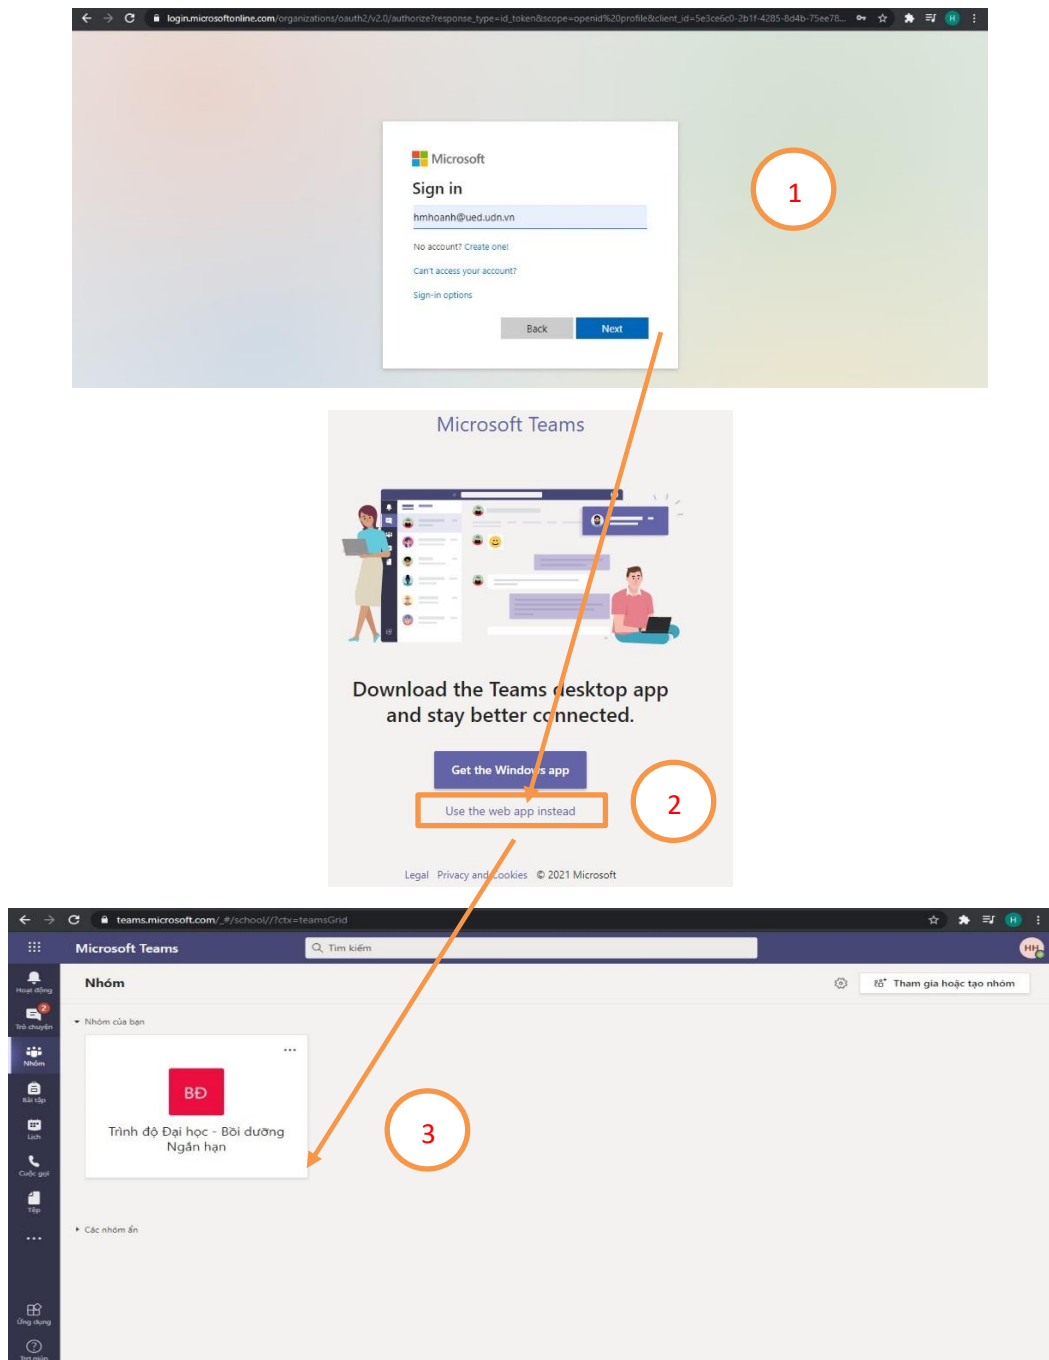 login.microsoftonline.com/organizations/oauth2/v2.0/authorize?response_type=id_token&scope=openid%20profile&client_id=5e3ce6c0-2b1f-4285-8d4b-75ee78...
Microsoft
Sign in
hmhoanh@ued.udn.vn
No account? Create one!
Can't access your account?
Sign-in options
Back
Next
1
Microsoft Teams
Download the Teams desktop app
and stay better connected.
Get the Windows app
Use the web app instead
2
Legal Privacy and Cookies © 2021 Microsoft
teams.microsoft.com/_#/school//?ctx=teamsGrid
H
Microsoft Teams
Tìm kiếm
HH
Hoạt động
Nhóm
Tham gia hoặc tạo nhóm
2
Trò chuyện
Nhóm của bạn
Nhóm
BĐ
Bài tập
Trình độ Đại học - Bồi dưỡng
Ngắn hạn
3
Lịch
Cuộc gọi
Tệp
Các nhóm ẩn
Ứng dụng